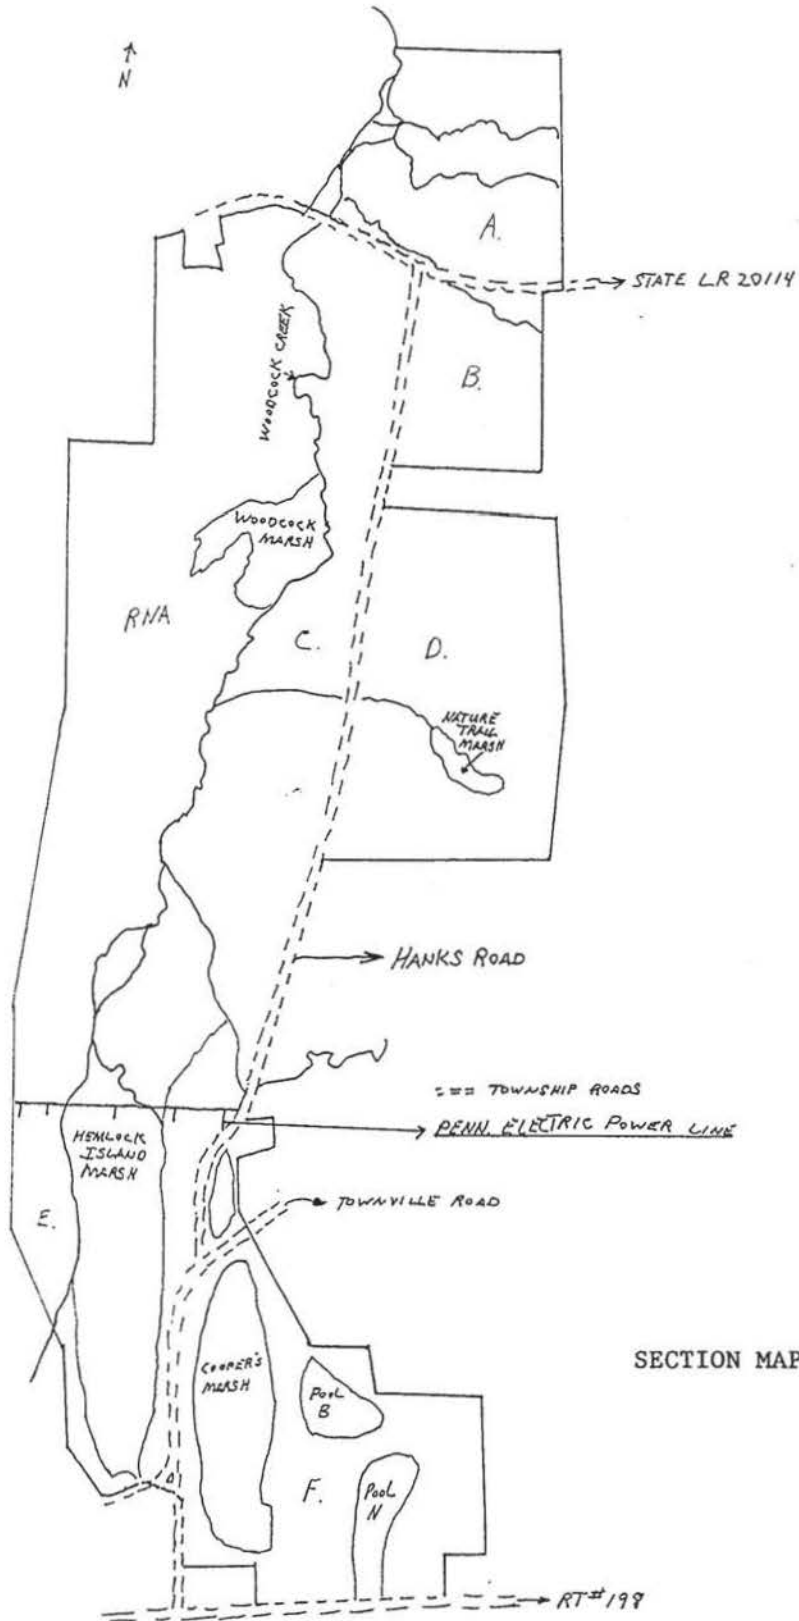 N
A.
STATE L.R 20114
WOODCOCK CREEK
B.
WOODCOCK
MARSH
RNA
C.
D.
NATURE
TRAIL
MARSH
HANKS ROAD
=== TOWNSHIP ROADS
PENN. ELECTRIC POWER LINE
HEMLOCK
ISLAND
MARSH
TOWNVILLE ROAD
E.
COOPER'S
MARSH
POOL
B
SECTION MAP
F.
POOL
N
RT#198